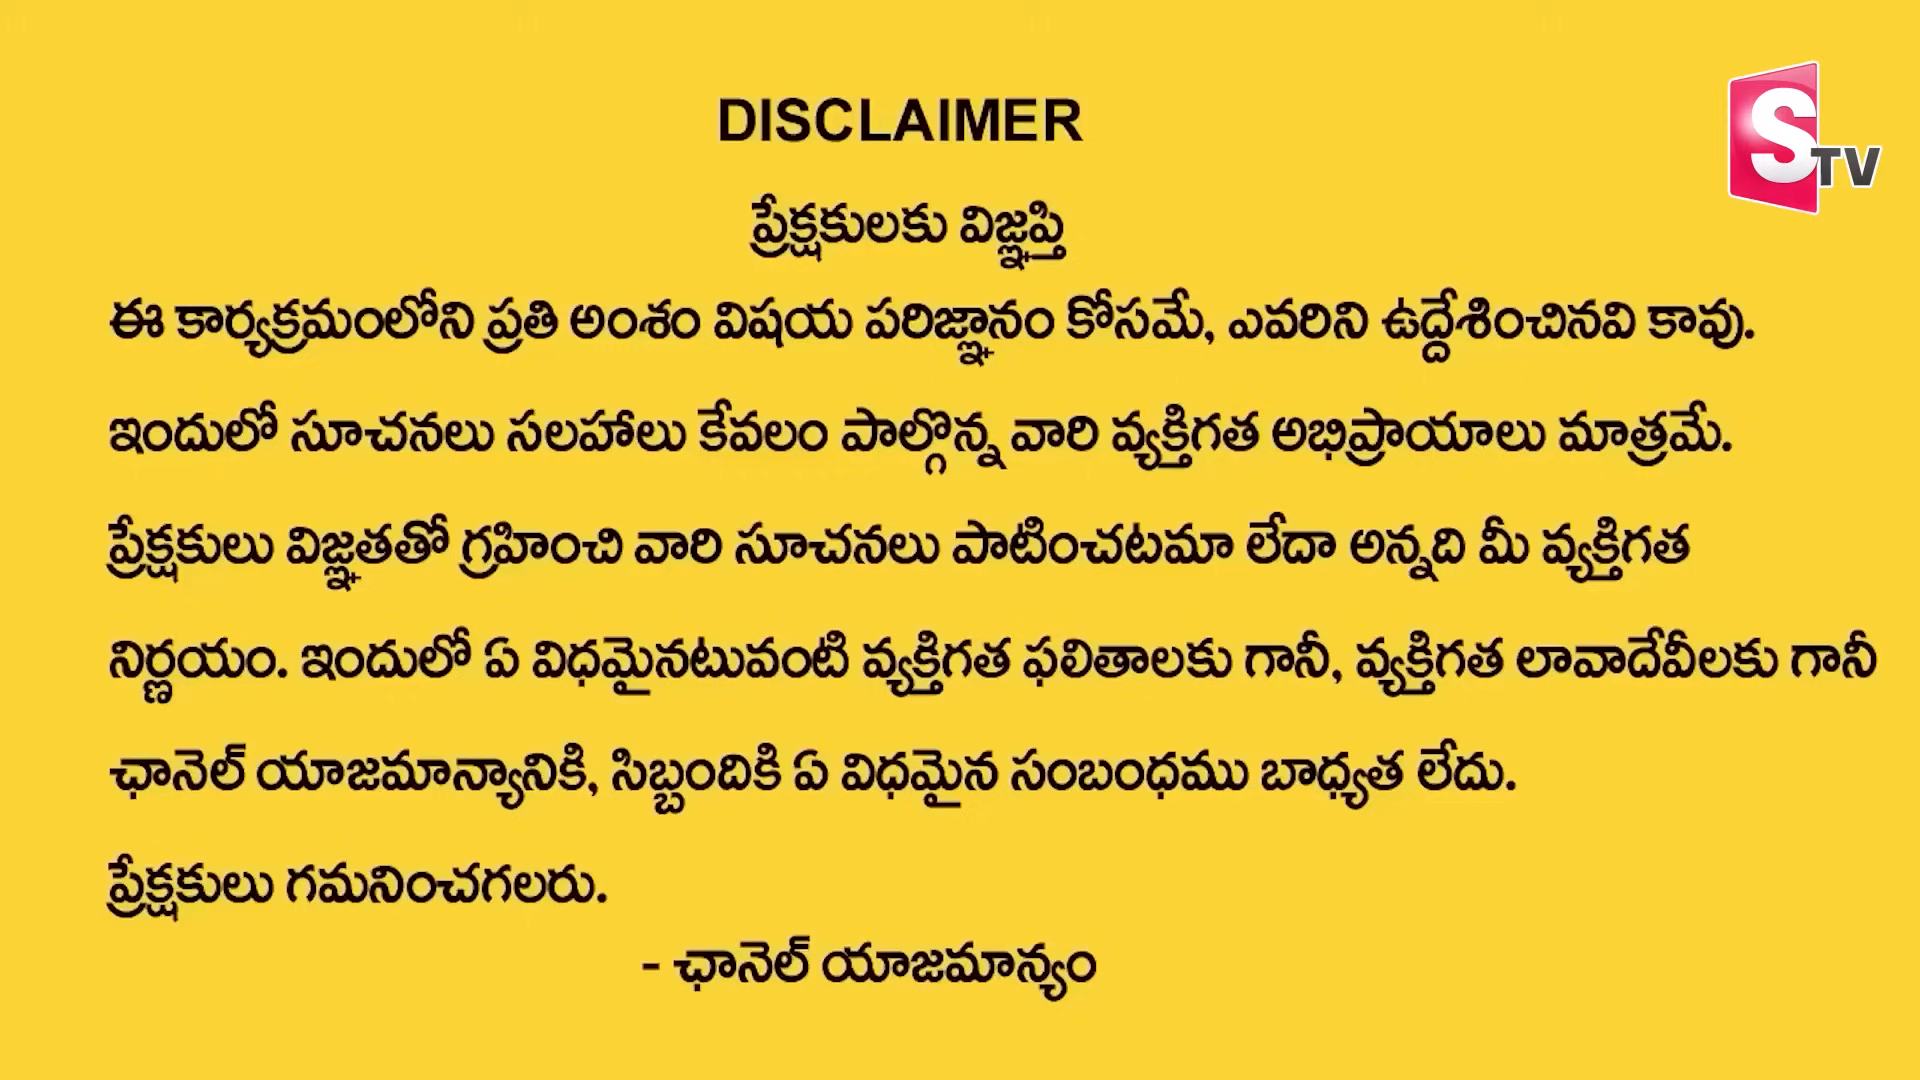 DISCLAIMER
STV
ప్రేక్షకులకు విజ్ఞప్తి
ఈ కార్యక్రమంలోని ప్రతి అంశం విషయ పరిజ్ఞానం కోసమే, ఎవరిని ఉద్దేశించినవి కావు.
ఇందులో సూచనలు సలహాలు కేవలం పాల్గొన్న వారి వ్యక్తిగత అభిప్రాయాలు మాత్రమే.
ప్రేక్షకులు విజ్ఞతతో గ్రహించి వారి సూచనలు పాటించటమా లేదా అన్నది మీ వ్యక్తిగత
నిర్ణయం. ఇందులో ఏ విధమైనటువంటి వ్యక్తిగత ఫలితాలకు గానీ, వ్యక్తిగత లావాదేవీలకు గానీ
ఛానెల్ యాజమాన్యానికి, సిబ్బందికి ఏ విధమైన సంబంధము బాధ్యత లేదు.
ప్రేక్షకులు గమనించగలరు.
- ఛానెల్ యాజమాన్యం